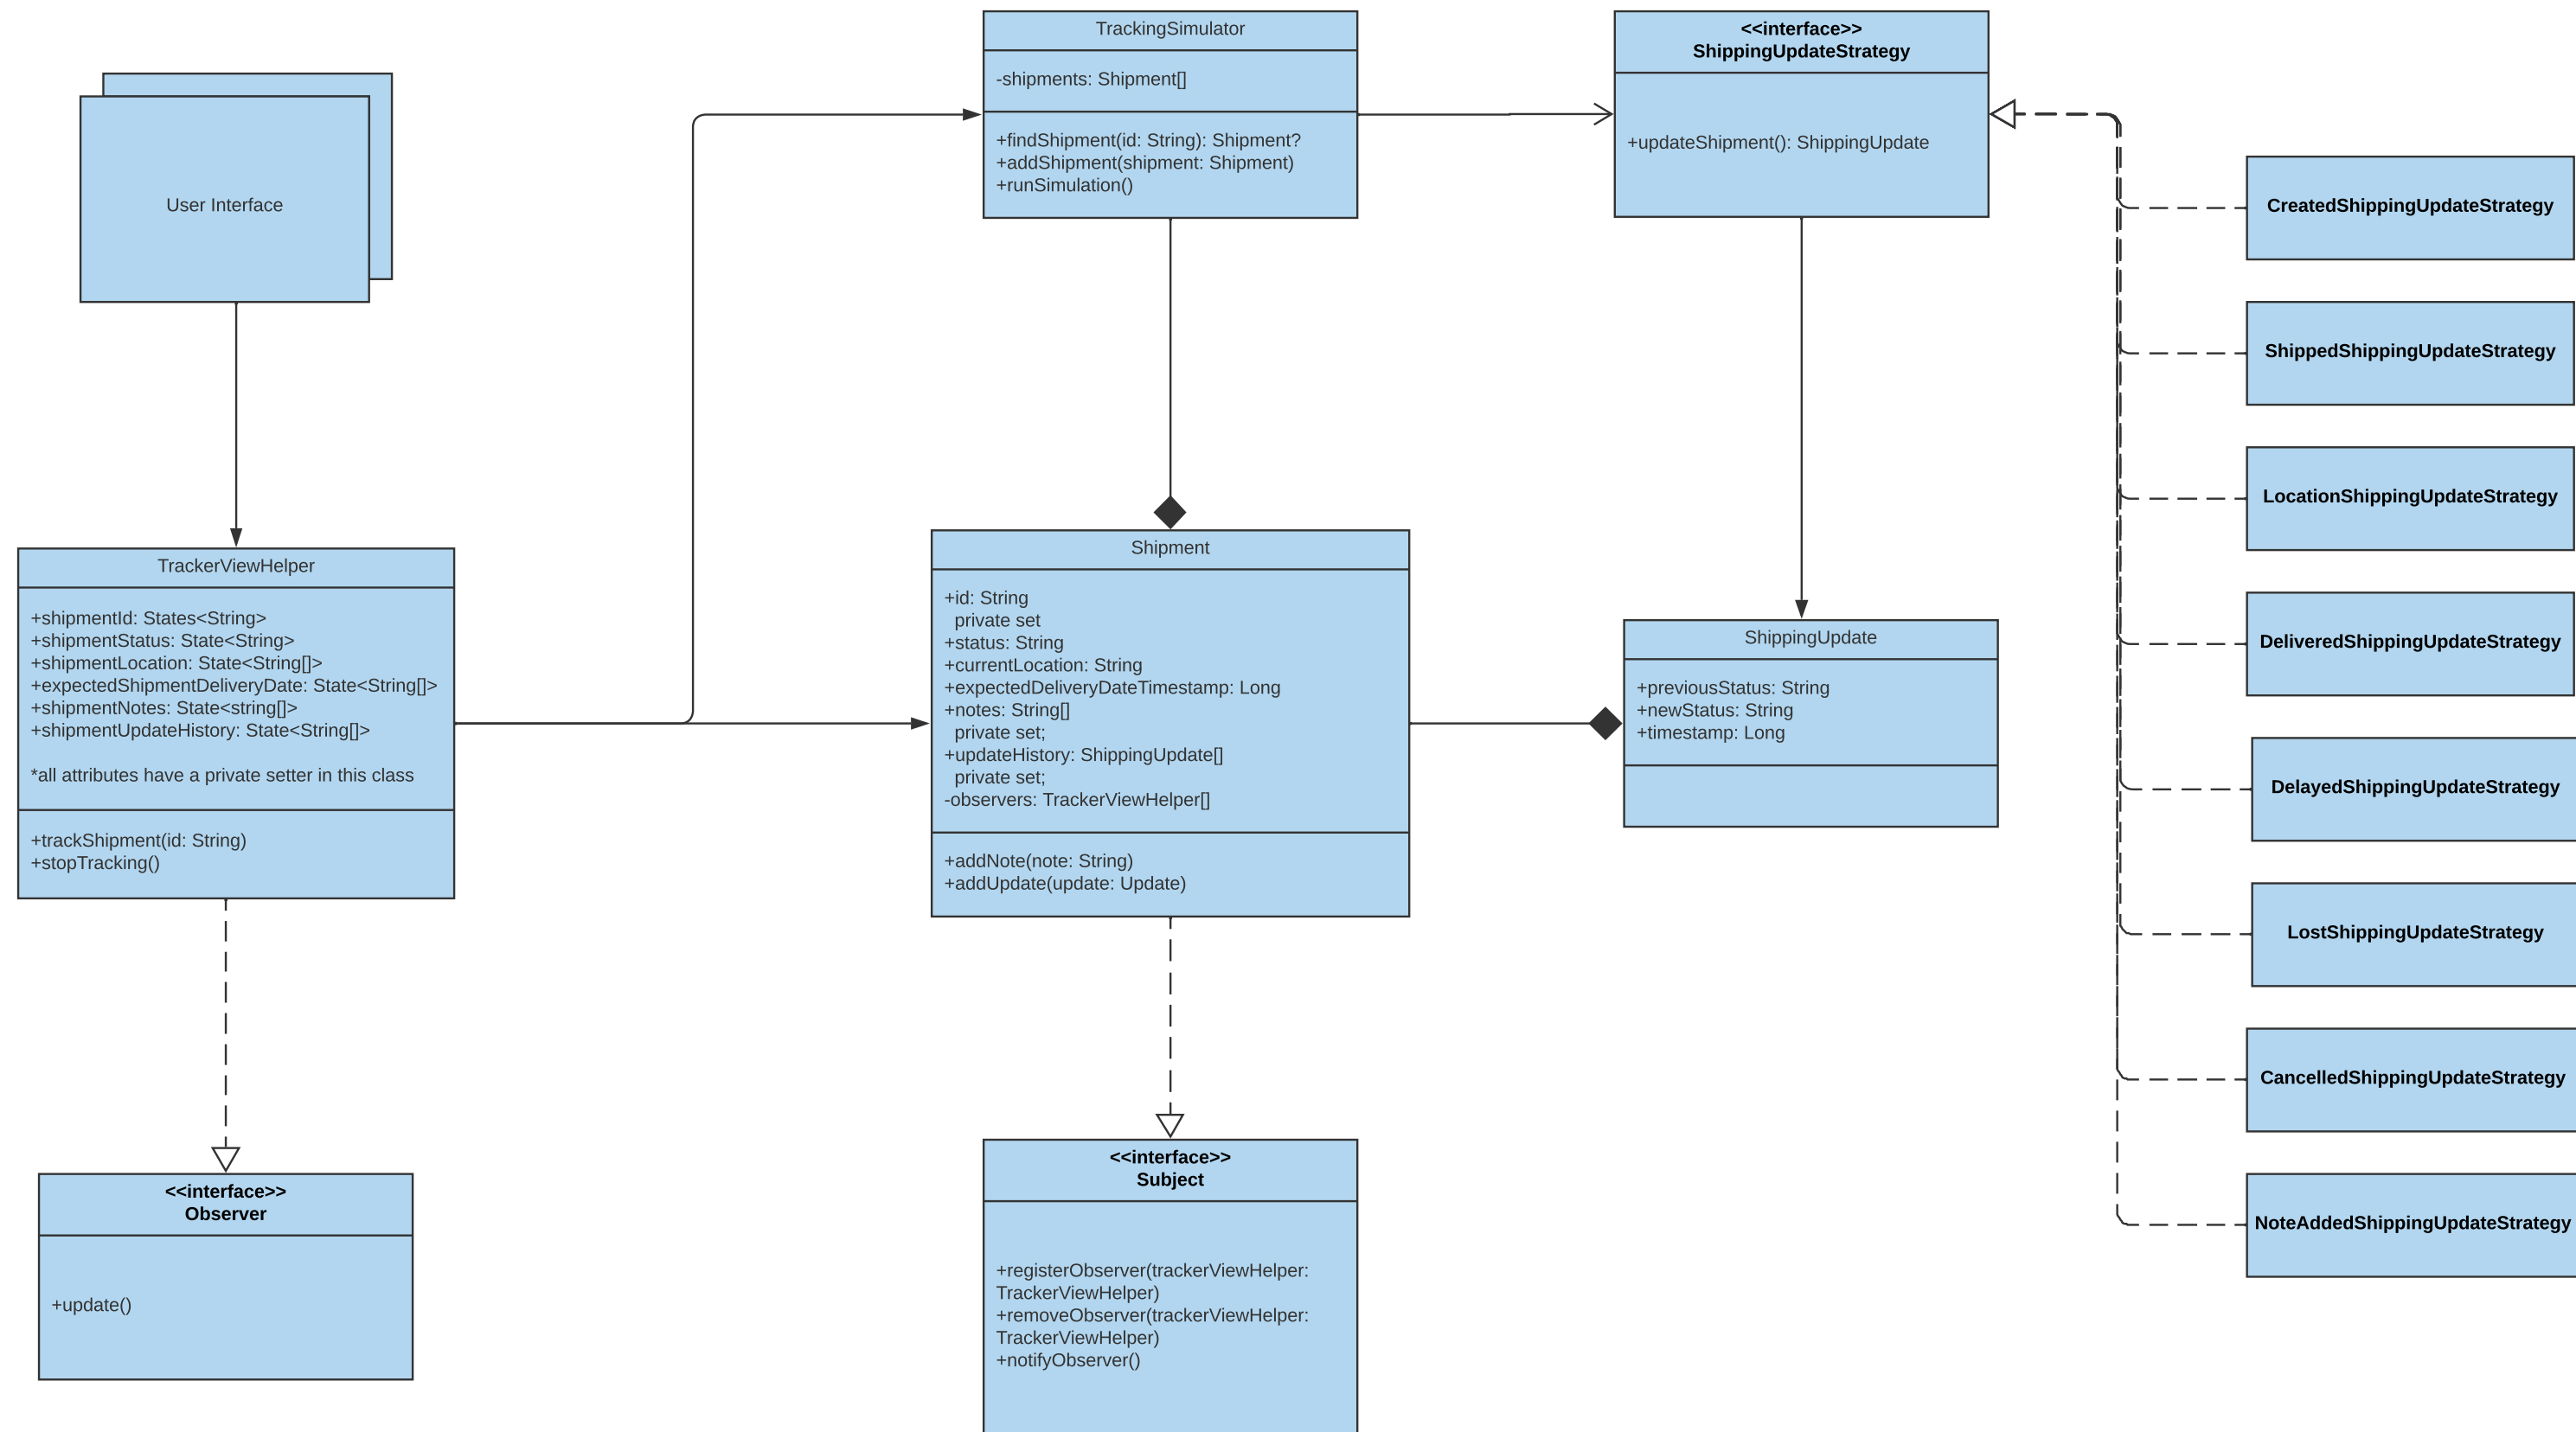 User Interface
TrackerViewHelper
+shipmentId: States<String>
+shipmentStatus: State<String>
+shipmentLocation: State<String[]>
+expectedShipmentDeliveryDate: State<String[]>
+shipmentNotes: State<string[]>
+shipmentUpdateHistory: State<String[]>
*all attributes have a private setter in this class
+trackShipment(id: String)
+stopTracking()
<<interface>>
Observer
+update()
TrackingSimulator
-shipments: Shipment[]
+findShipment(id: String): Shipment?
+addShipment(shipment: Shipment)
+runSimulation()
Shipment
+id: String
private set
+status: String
+currentLocation: String
+expectedDeliveryDateTimestamp: Long
+notes: String[]
private set;
+updateHistory: ShippingUpdate[]
private set;
-observers: TrackerViewHelper[]
+addNote(note: String)
+addUpdate(update: Update)
<<interface>>
Subject
+registerObserver(trackerViewHelper:
TrackerViewHelper)
+removeObserver(trackerViewHelper:
TrackerViewHelper)
+notifyObserver()
<<interface>>
ShippingUpdateStrategy
+updateShipment(): ShippingUpdate
ShippingUpdate
+previousStatus: String
+newStatus: String
+timestamp: Long
CreatedShippingUpdateStrategy
ShippedShippingUpdateStrategy
LocationShippingUpdateStrategy
DeliveredShippingUpdateStrategy
DelayedShippingUpdateStrategy
LostShippingUpdateStrategy
CancelledShippingUpdateStrategy
NoteAddedShippingUpdateStrategy